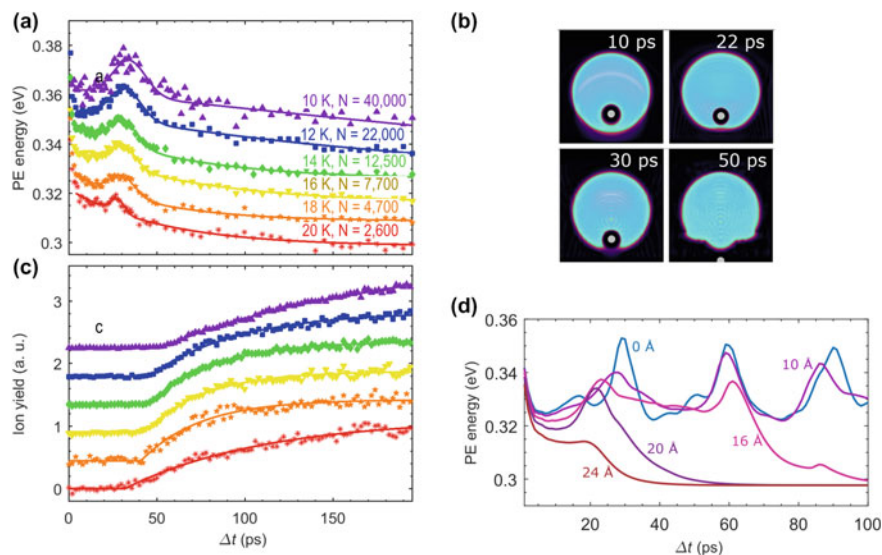 (a)
0.38
0.36
0.34
0.32
0.3
PE energy (eV)
a
10 K, N = 40,000
12 K, N = 22,000
14 K, N = 12,500
16 K, N = 7,700
18 K, N = 4,700
20 K, N = 2,600
(b)
10 ps
22 ps
30 ps
50 ps
(c)
3
2
1
0
Ion yield (a. u.)
c
0
50
100
150
Δt (ps)
(d)
0.36
0.34
0.32
0.3
PE energy (eV)
0 Å
10 Å
16 Å
20 Å
24 Å
20
40
60
80
100
Δt (ps)